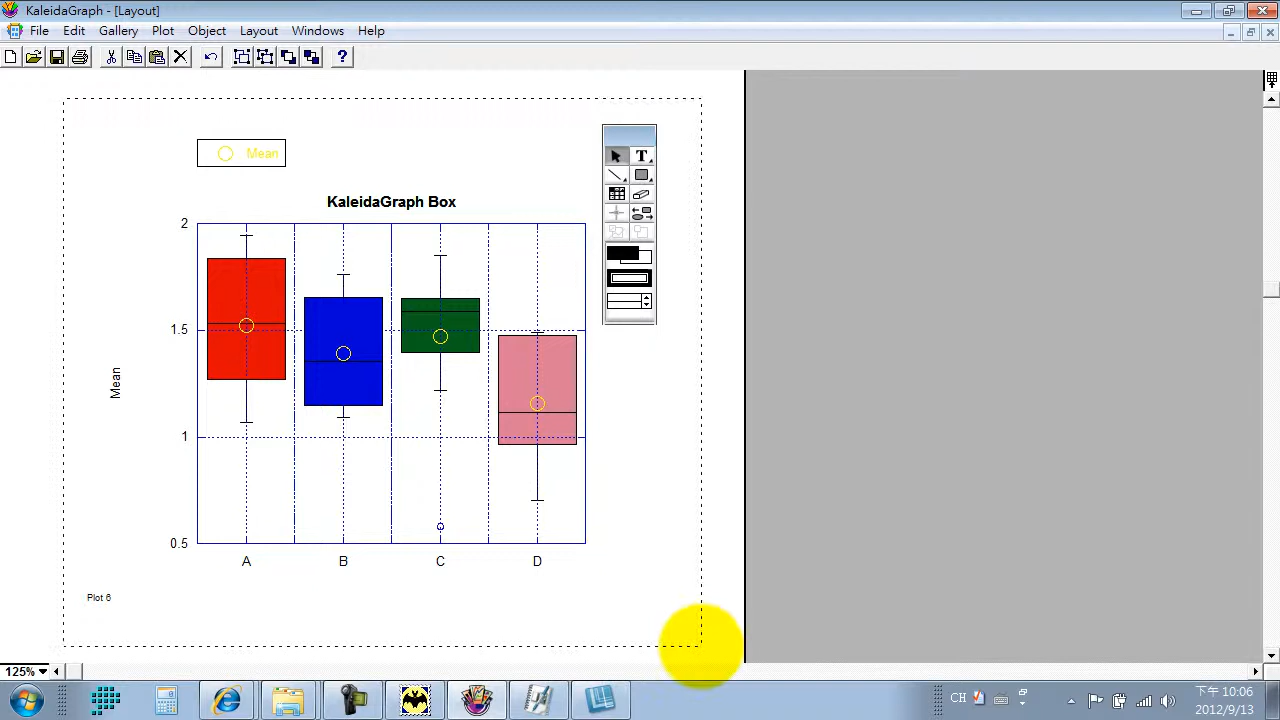 KaleidaGraph - [Layout]
File Edit Gallery Plot Object Layout Windows Help
?
Mean
T
KaleidaGraph Box
2
1.5
1
0.5
Mean
A B C D
Plot 6
125%
CH
下午 10:06
2012/9/13